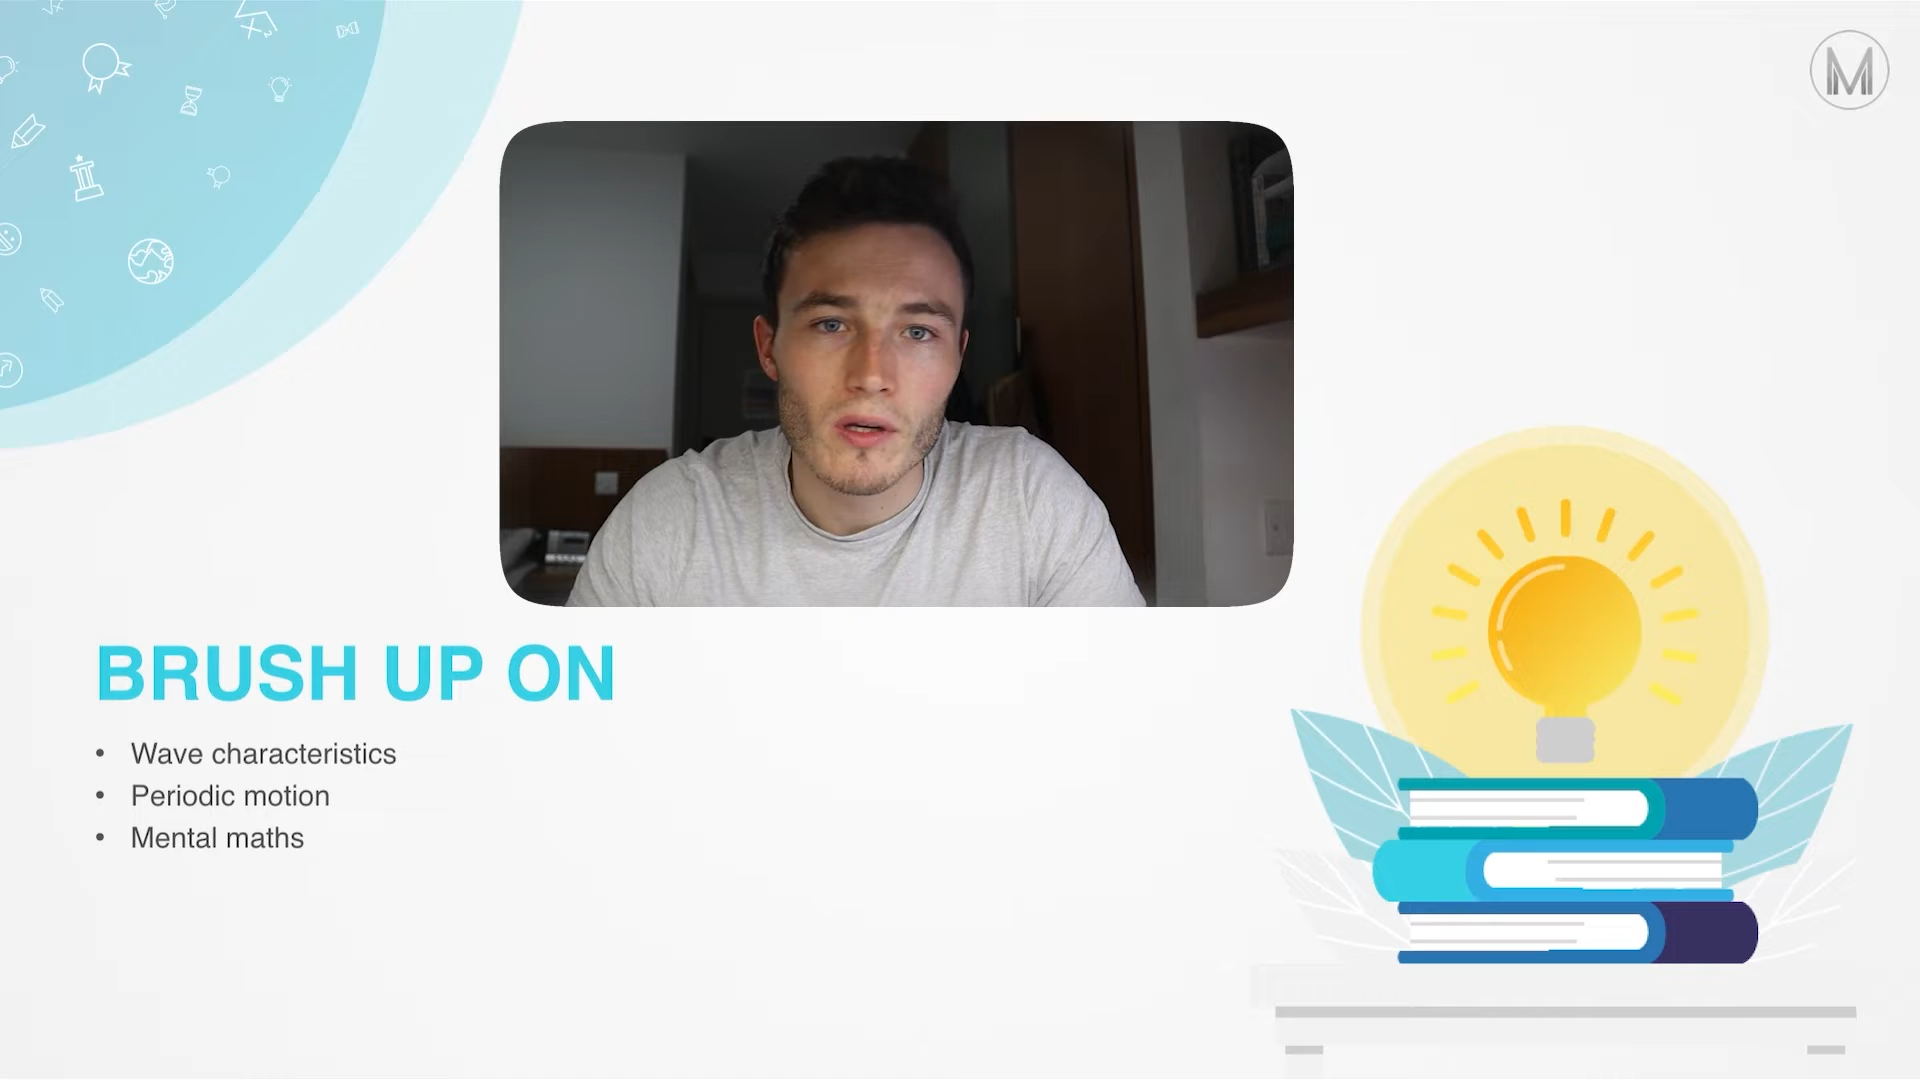 M
BRUSH UP ON
• Wave characteristics
• Periodic motion
• Mental maths